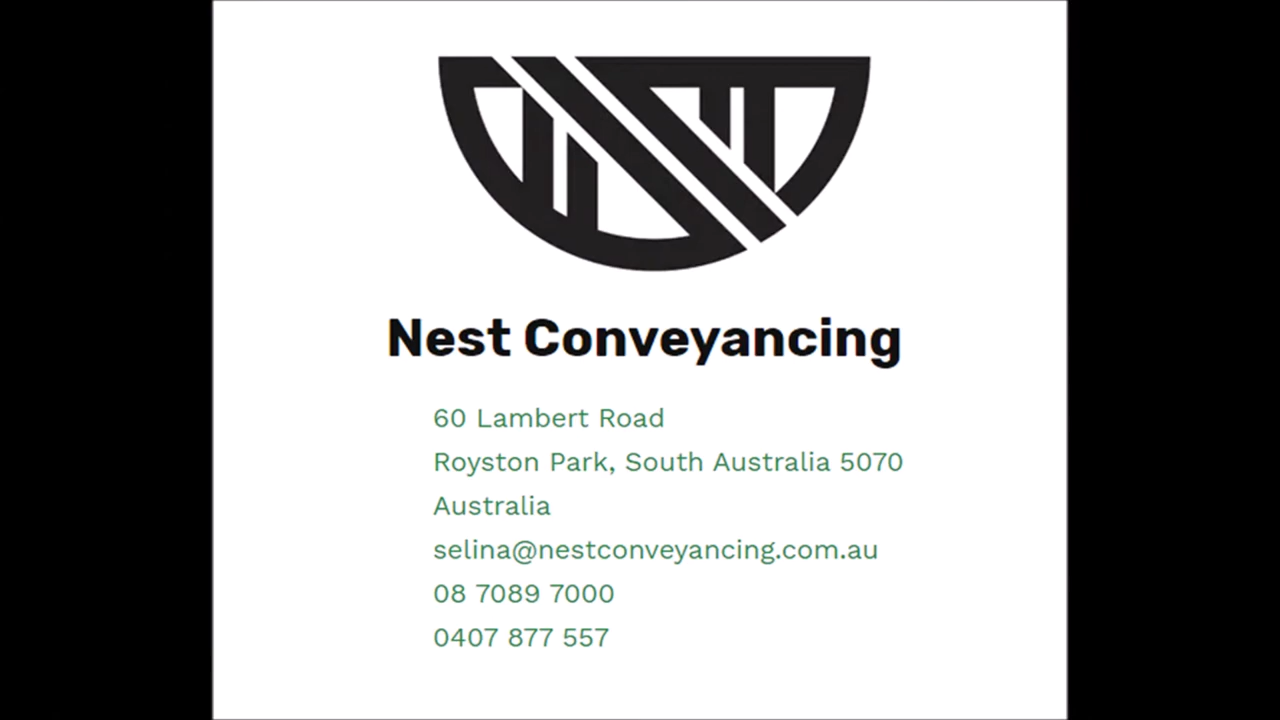 Nest Conveyancing
60 Lambert Road
Royston Park, South Australia 5070
Australia
selina@nestconveyancing.com.au
08 7089 7000
0407 877 557